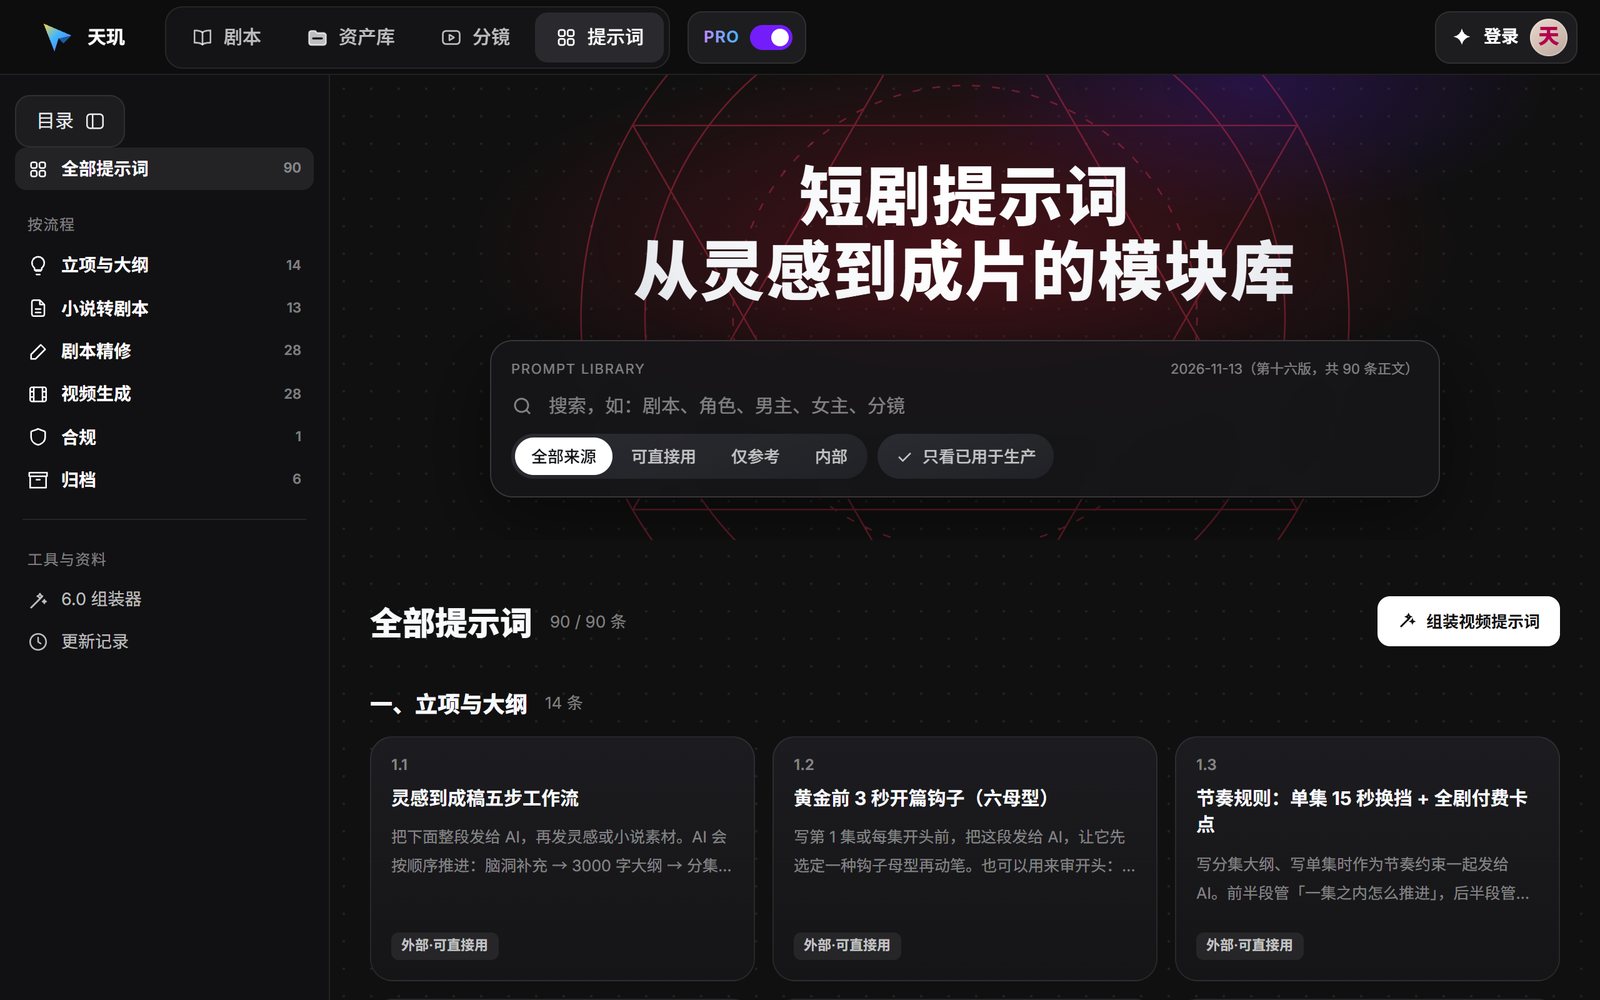 天玑
剧本
资产库
分镜
提示词
PRO
登录
天
目录
全部提示词 90
按流程
立项与大纲 14
小说转剧本 13
剧本精修 28
视频生成 28
合规 1
归档 6
工具与资料
6.0 组装器
更新记录
短剧提示词
从灵感到成片的模块库
PROMPT LIBRARY
2026-11-13（第十六版，共 90 条正文）
搜索，如：剧本、角色、男主、女主、分镜
全部来源 可直接用 仅参考 内部 只看已用于生产
全部提示词 90 / 90 条
组装视频提示词
一、立项与大纲 14 条
1.1
灵感到成稿五步工作流
把下面整段发给 AI，再发灵感或小说素材。AI 会
按顺序推进：脑洞补充 → 3000 字大纲 → 分集...
外部·可直接用
1.2
黄金前 3 秒开篇钩子（六母型）
写第 1 集或每集开头前，把这段发给 AI，让它先
选定一种钩子母型再动笔。也可以用来审开头：...
外部·可直接用
1.3
节奏规则：单集 15 秒换挡 + 全剧付费卡
点
写分集大纲、写单集时作为节奏约束一起发给
AI。前半段管「一集之内怎么推进」，后半段管...
外部·可直接用